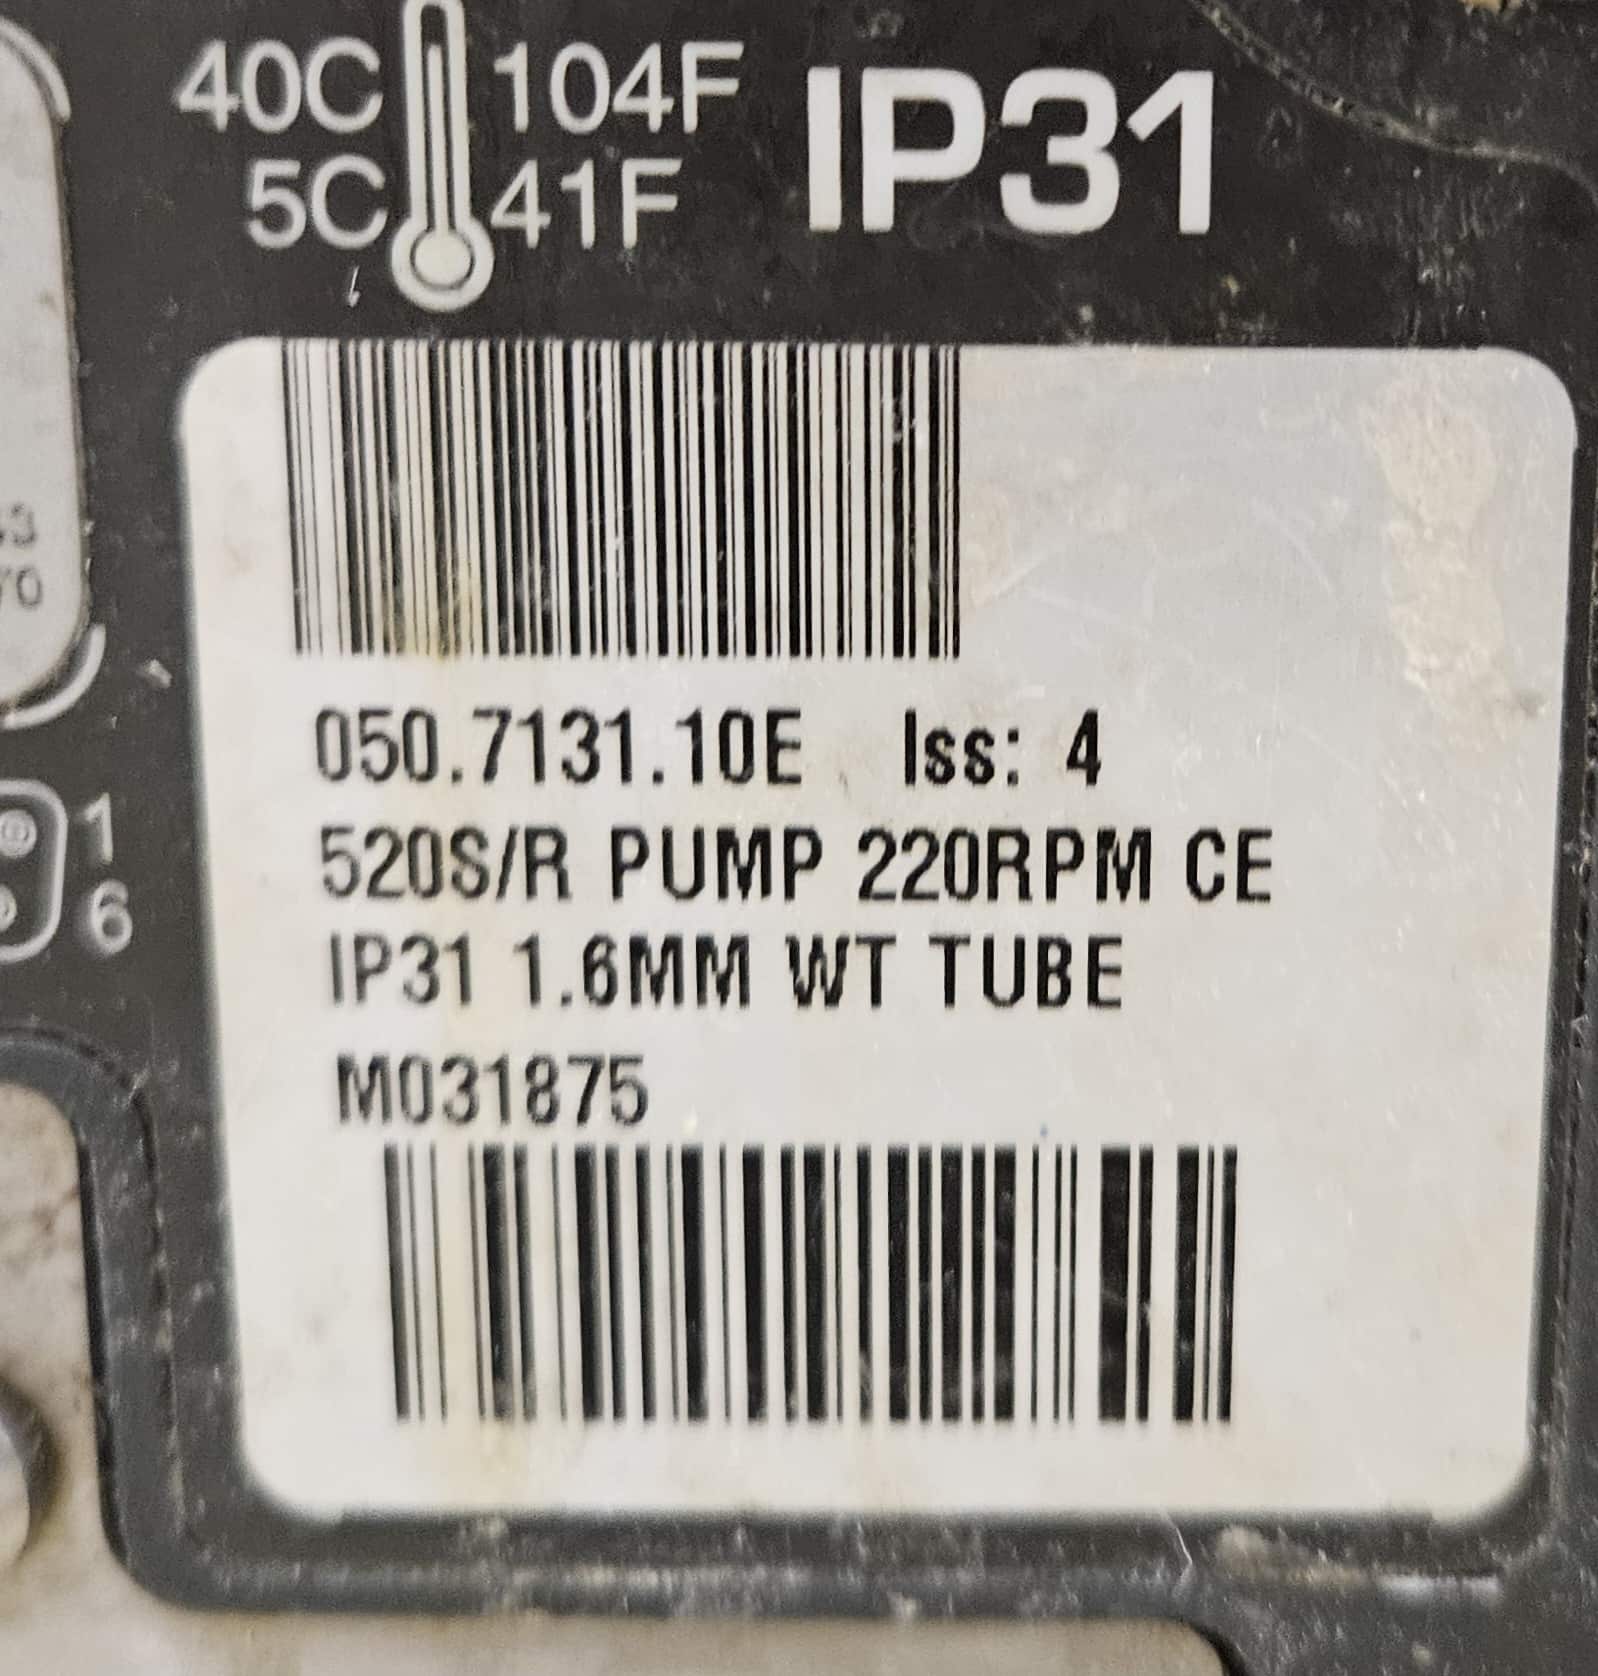 40C 104F IP31
5C 41F
050.7131.10E Iss: 4
1
520S/R PUMP 220RPM CE
6
IP31 1.6MM WT TUBE
M031875